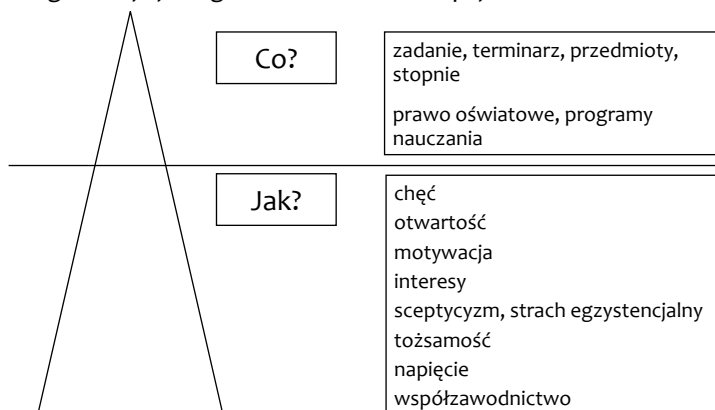 Co?
zadanie, terminarz, przedmioty,
stopnie
prawo oświatowe, programy
nauczania
Jak?
chęć
otwartość
motywacja
interesy
sceptycyzm, strach egzystencjalny
tożsamość
napięcie
współzawodnictwo